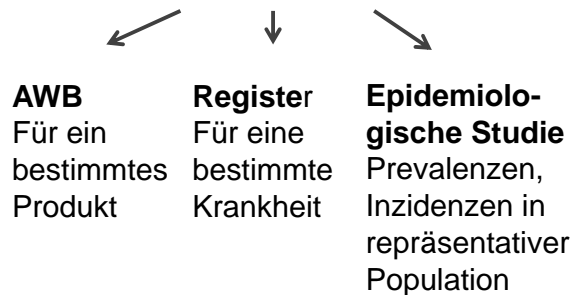 AWB
Für ein
bestimmtes
Produkt
Register
Für eine
bestimmte
Krankheit
Epidemiolo-
gische Studie
Prevalenzen,
Inzidenzen in
repräsentativer
Population